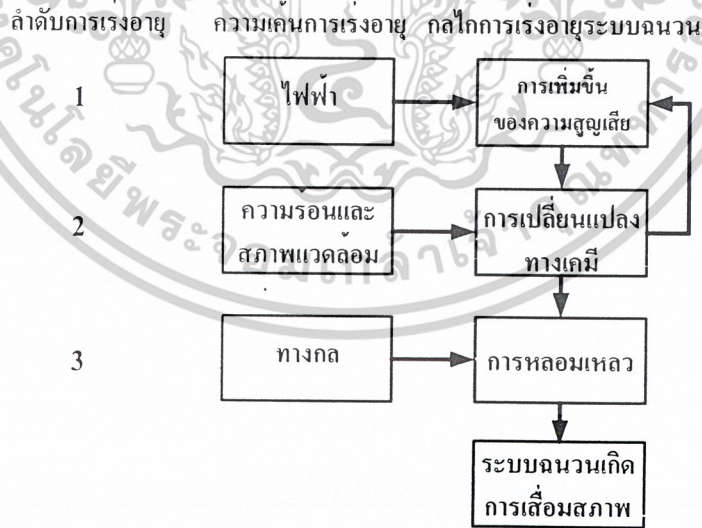 ลำดับการเร่งอายุ ความเค้นการเร่งอายุ กลไกการเร่งอายุระบบฉนวน
1 ไฟฟ้า การเพิ่มขึ้น
ของความสูญเสีย
2 ความรอนและ การเปลี่ยนแปลง
สภาพแวดล้อม ทางเคมี
3 ทางกล การหลอมเหลว
ระบบฉนวนเกิด
การเสื่อมสภาพ